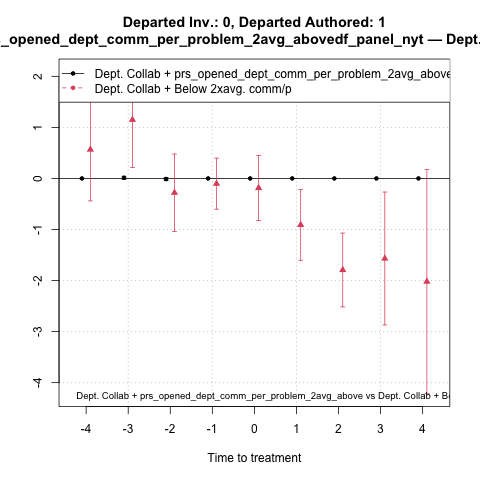 Departed Inv.: 0, Departed Authored: 1
s_opened_dept_comm_per_problem_2avg_abovedf_panel_nyt — Dept.
Dept. Collab + prs_opened_dept_comm_per_problem_2avg_above
Dept. Collab + Below 2xavg. comm/p
2
1
0
-1
-2
-3
-4
Dept. Collab + prs_opened_dept_comm_per_problem_2avg_above vs Dept. Collab + Be
-4 -3 -2 -1 0 1 2 3 4
Time to treatment